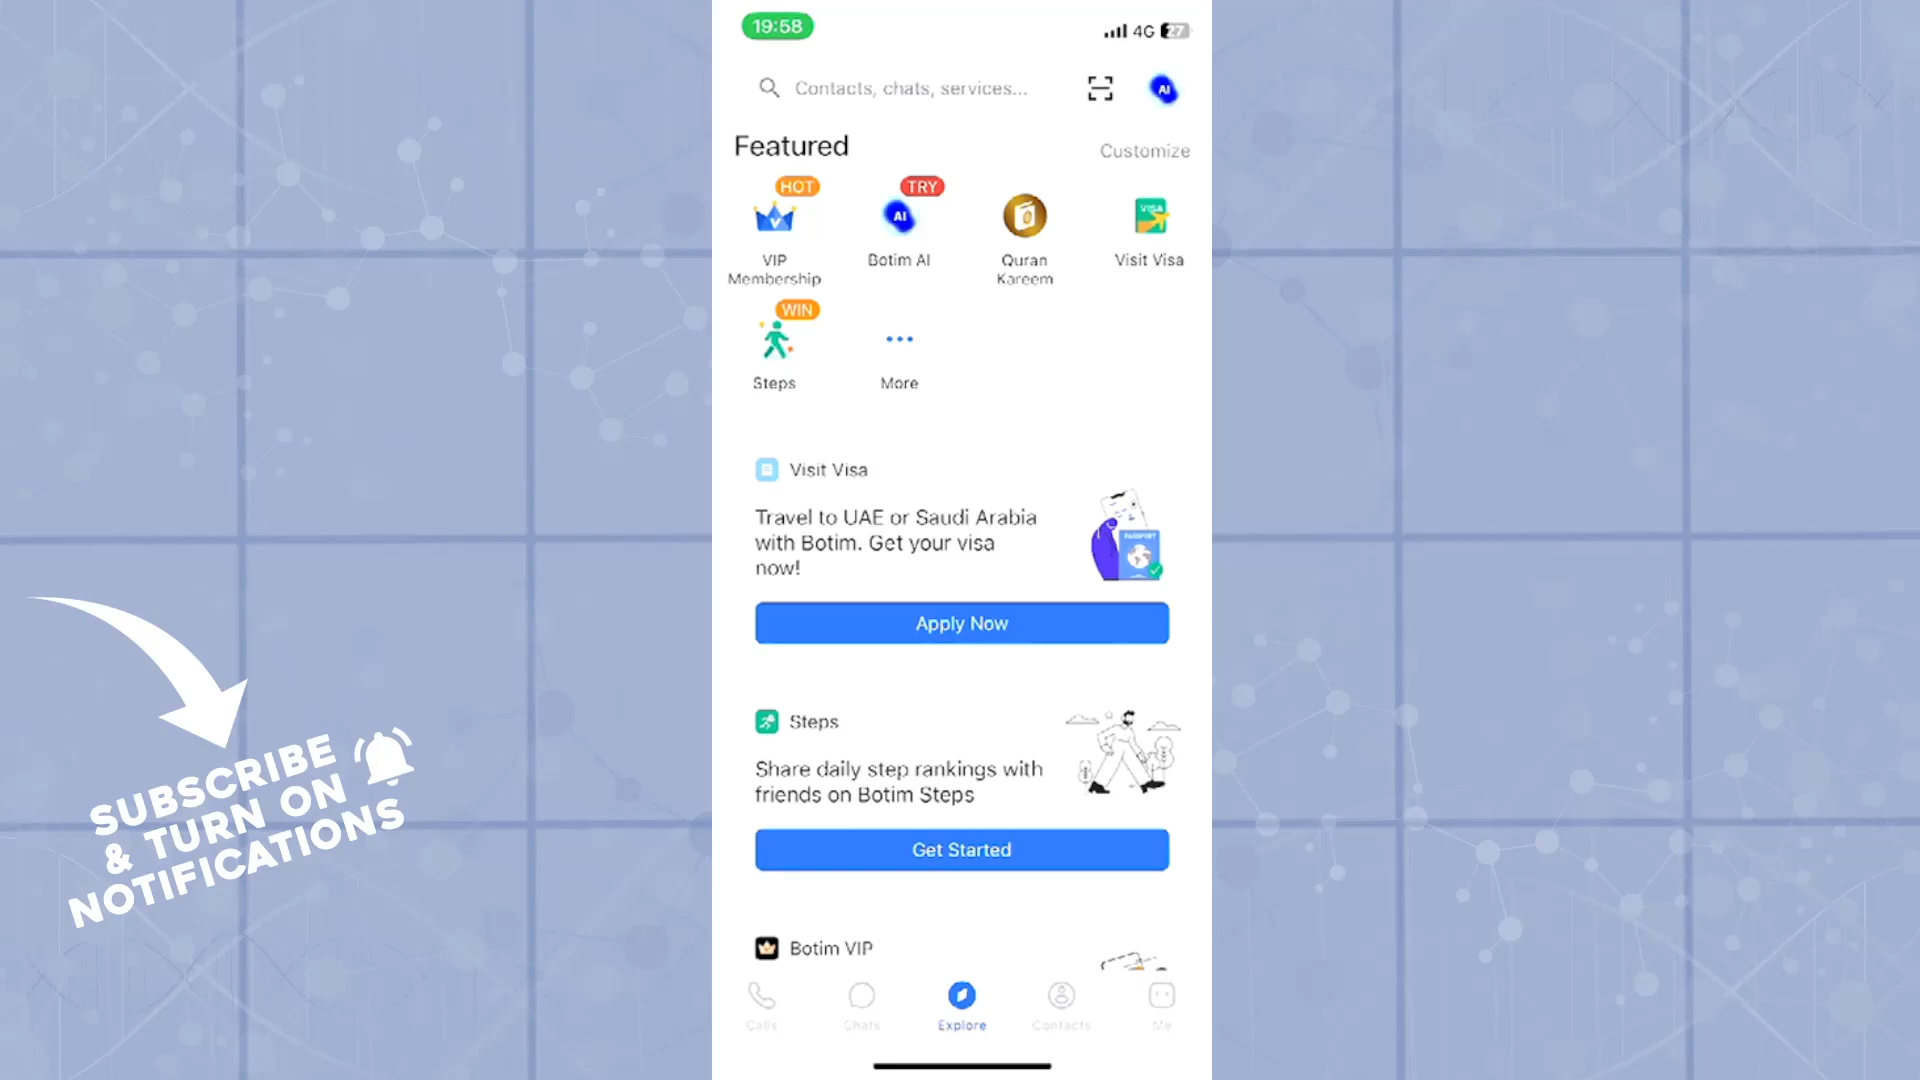 19:58
4G 27
Contacts, chats, services...
AI
Featured
Customize
HOT
TRY
AI
VISA
VIP
Membership
Botim AI
Quran
Kareem
Visit Visa
WIN
Steps
More
Visit Visa
Travel to UAE or Saudi Arabia
with Botim. Get your visa
now!
PASSPORT
Apply Now
Steps
Share daily step rankings with
friends on Botim Steps
Get Started
Botim VIP
Calls
Chats
Explore
Contacts
Me
SUBSCRIBE
& TURN ON
NOTIFICATIONS